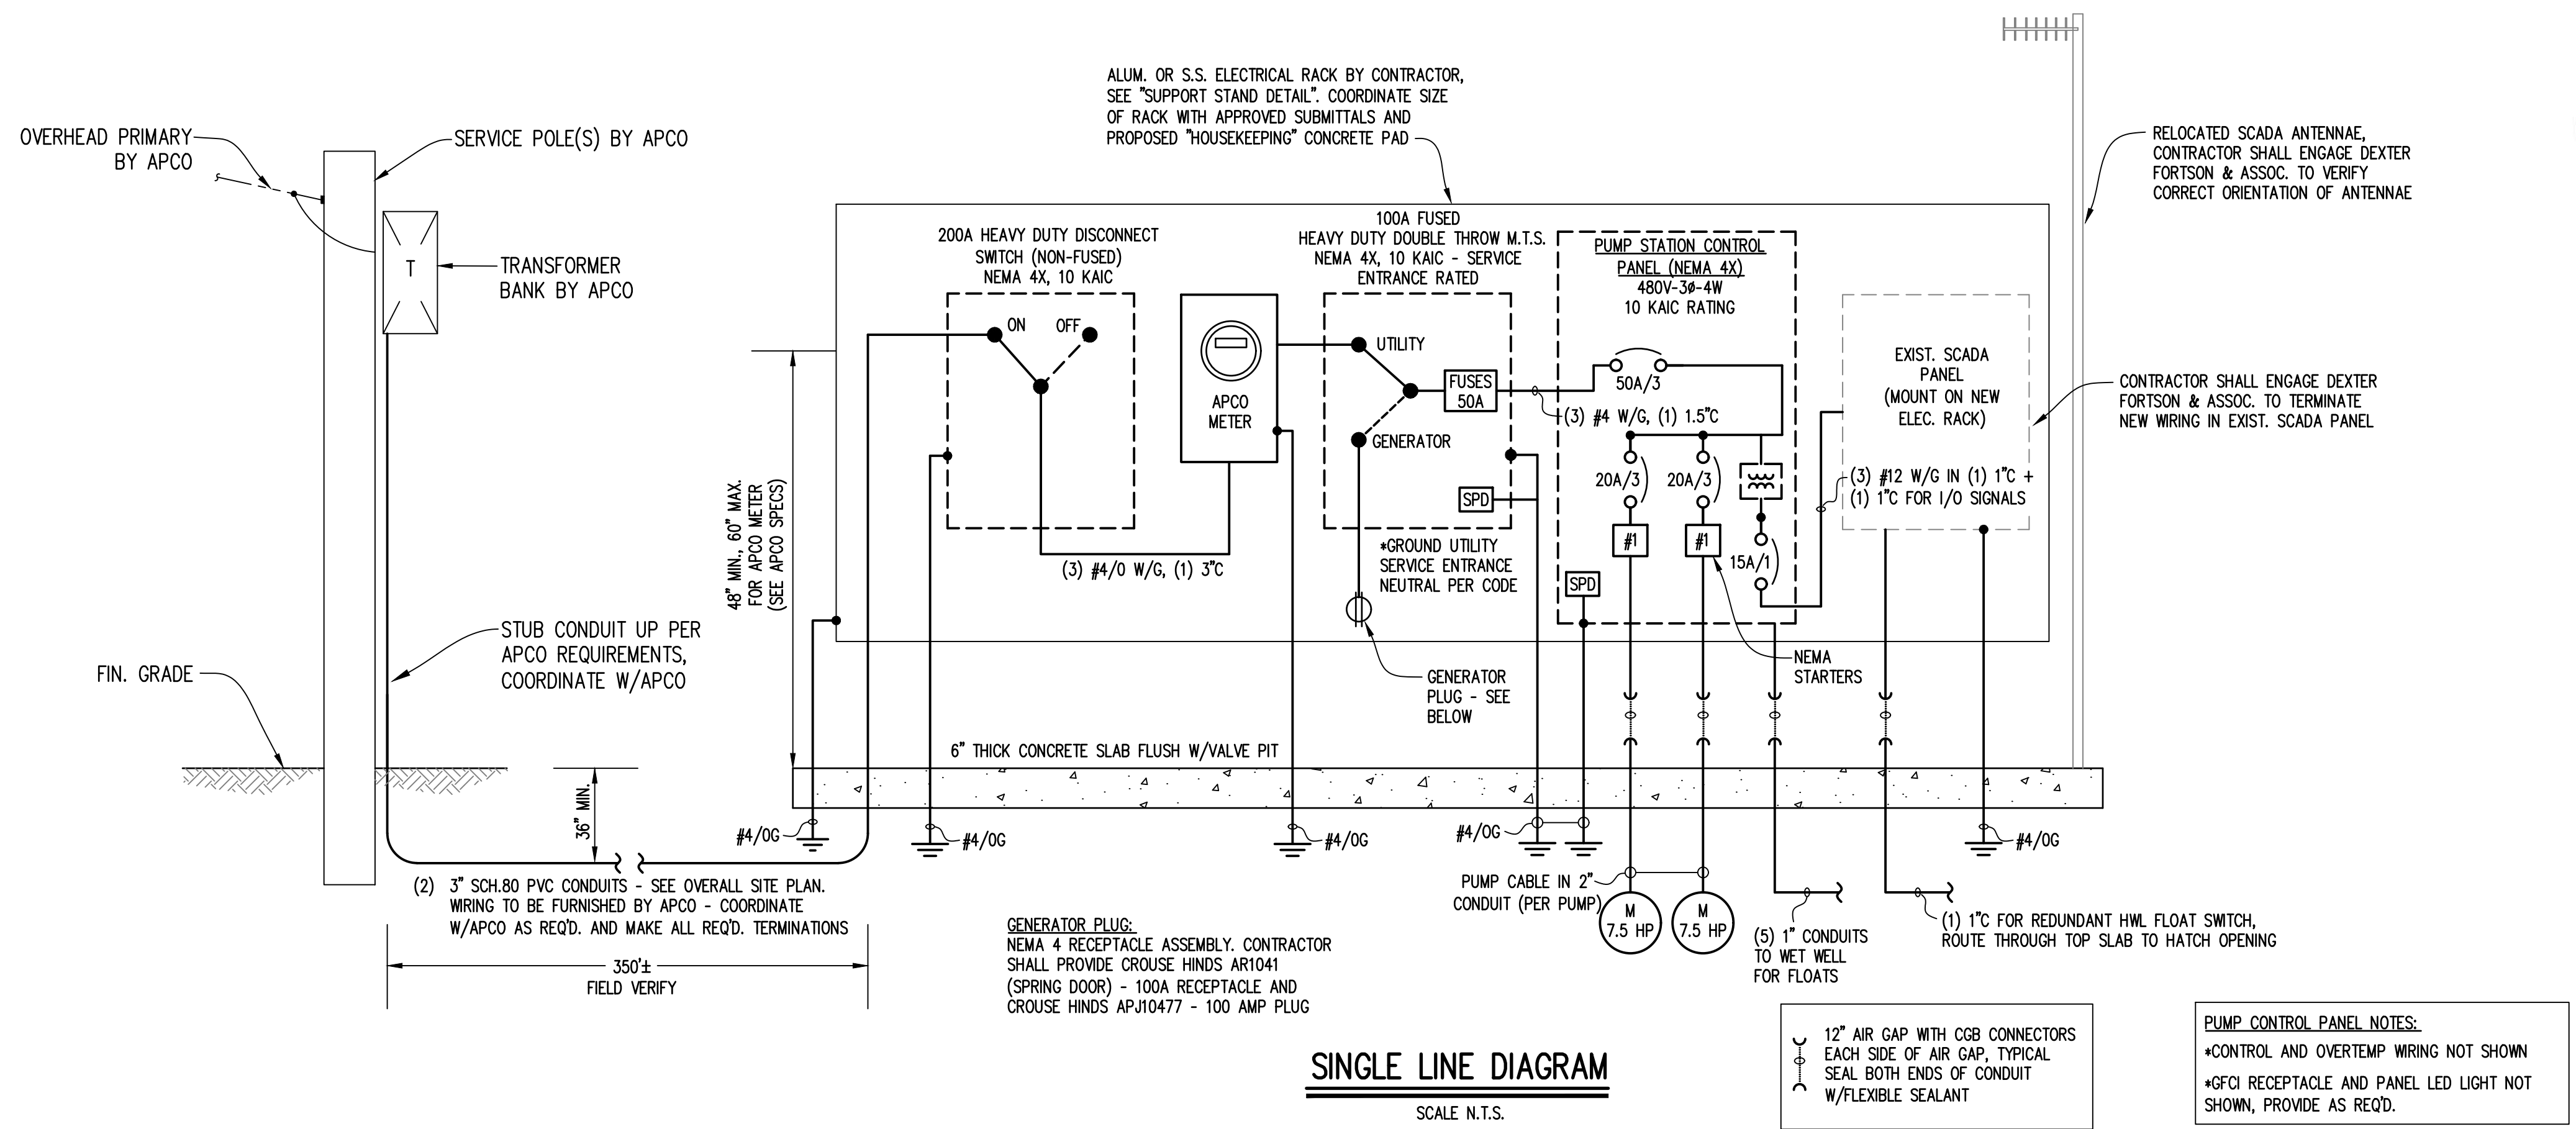 ALUM. OR S.S. ELECTRICAL RACK BY CONTRACTOR,
SEE "SUPPORT STAND DETAIL". COORDINATE SIZE
OF RACK WITH APPROVED SUBMITTALS AND
PROPOSED "HOUSEKEEPING" CONCRETE PAD
OVERHEAD PRIMARY
BY APCO
SERVICE POLE(S) BY APCO
T
TRANSFORMER
BANK BY APCO
STUB CONDUIT UP PER
APCO REQUIREMENTS,
COORDINATE W/APCO
FIN. GRADE
36" MIN.
(2) 3" SCH.80 PVC CONDUITS - SEE OVERALL SITE PLAN.
WIRING TO BE FURNISHED BY APCO - COORDINATE
W/APCO AS REQ'D. AND MAKE ALL REQ'D. TERMINATIONS
350'±
FIELD VERIFY
48" MIN., 60" MAX.
FOR APCO METER
(SEE APCO SPECS)
200A HEAVY DUTY DISCONNECT
SWITCH (NON-FUSED)
NEMA 4X, 10 KAIC
ON
OFF
(3) #4/0 W/G, (1) 3"C
APCO
METER
100A FUSED
HEAVY DUTY DOUBLE THROW M.T.S.
NEMA 4X, 10 KAIC - SERVICE
ENTRANCE RATED
UTILITY
GENERATOR
FUSES
50A
SPD
(3) #4 W/G, (1) 1.5"C
*GROUND UTILITY
SERVICE ENTRANCE
NEUTRAL PER CODE
GENERATOR
PLUG - SEE
BELOW
PUMP STATION CONTROL
PANEL (NEMA 4X)
480V-3ø-4W
10 KAIC RATING
50A/3
20A/3
20A/3
#1
#1
15A/1
SPD
NEMA
STARTERS
EXIST. SCADA
PANEL
(MOUNT ON NEW
ELEC. RACK)
(3) #12 W/G IN (1) 1"C +
(1) 1"C FOR I/O SIGNALS
RELOCATED SCADA ANTENNAE,
CONTRACTOR SHALL ENGAGE DEXTER
FORTSON & ASSOC. TO VERIFY
CORRECT ORIENTATION OF ANTENNAE
CONTRACTOR SHALL ENGAGE DEXTER
FORTSON & ASSOC. TO TERMINATE
NEW WIRING IN EXIST. SCADA PANEL
6" THICK CONCRETE SLAB FLUSH W/VALVE PIT
#4/0G
#4/0G
#4/0G
#4/0G
#4/0G
PUMP CABLE IN 2"
CONDUIT (PER PUMP)
M
7.5 HP
M
7.5 HP
(5) 1" CONDUITS
TO WET WELL
FOR FLOATS
(1) 1"C FOR REDUNDANT HWL FLOAT SWITCH,
ROUTE THROUGH TOP SLAB TO HATCH OPENING
GENERATOR PLUG:
NEMA 4 RECEPTACLE ASSEMBLY. CONTRACTOR
SHALL PROVIDE CROUSE HINDS AR1041
(SPRING DOOR) - 100A RECEPTACLE AND
CROUSE HINDS APJ10477 - 100 AMP PLUG
SINGLE LINE DIAGRAM
SCALE N.T.S.
12" AIR GAP WITH CGB CONNECTORS
EACH SIDE OF AIR GAP, TYPICAL
SEAL BOTH ENDS OF CONDUIT
W/FLEXIBLE SEALANT
PUMP CONTROL PANEL NOTES:
*CONTROL AND OVERTEMP WIRING NOT SHOWN
*GFCI RECEPTACLE AND PANEL LED LIGHT NOT
SHOWN, PROVIDE AS REQ'D.